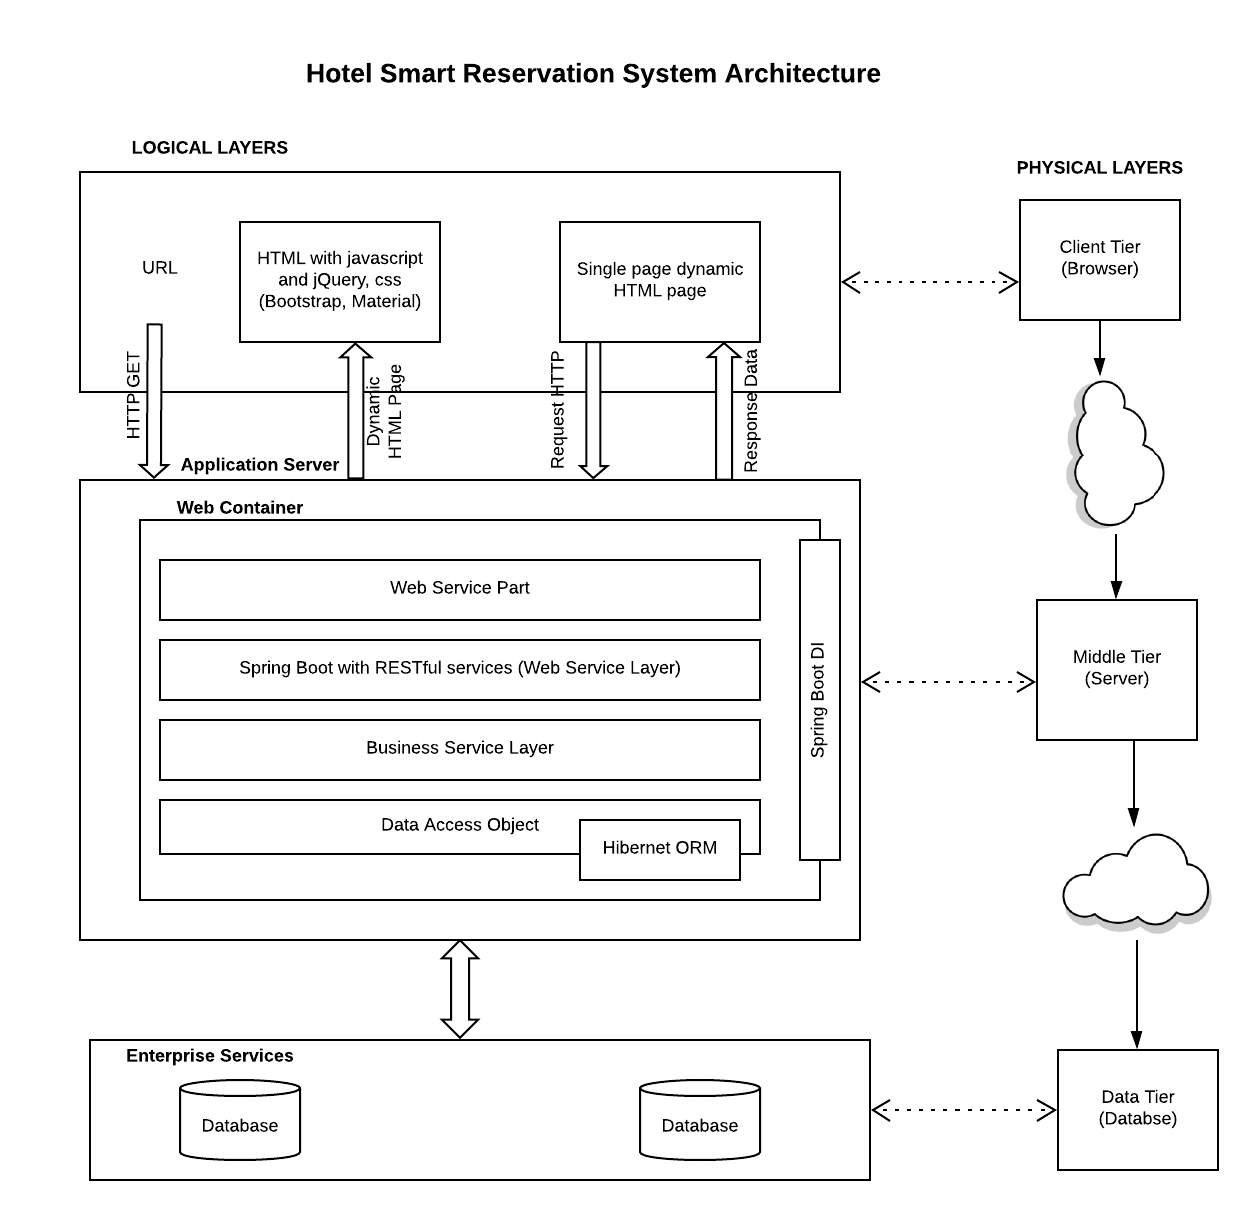 Hotel Smart Reservation System Architecture
LOGICAL LAYERS
PHYSICAL LAYERS
URL
HTML with javascript
and jQuery, css
(Bootstrap, Material)
Single page dynamic
HTML page
Client Tier
(Browser)
HTTP GET
Dynamic
HTML Page
Request HTTP
Response Data
Application Server
Web Container
Web Service Part
Spring Boot with RESTful services (Web Service Layer)
Business Service Layer
Data Access Object
Hibernet ORM
Spring Boot DI
Middle Tier
(Server)
Enterprise Services
Database
Database
Data Tier
(Databse)